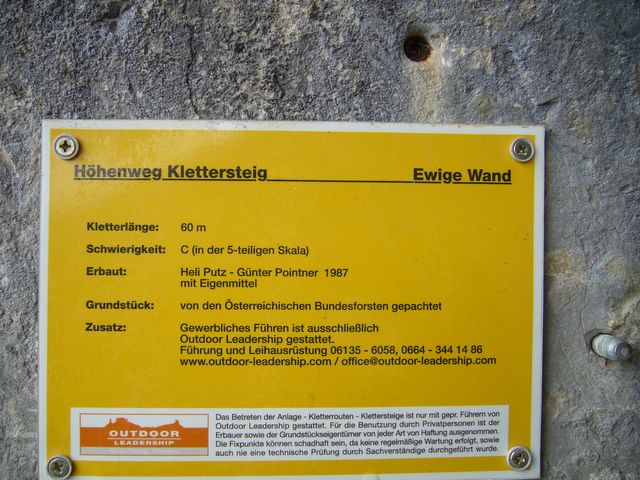 Höhenweg Klettersteig Ewige Wand
Kletterlänge: 60 m
Schwierigkeit: C (in der 5-teiligen Skala)
Erbaut: Heli Putz - Günter Pointner 1987
mit Eigenmittel
Grundstück: von den Österreichischen Bundesforsten gepachtet
Zusatz: Gewerbliches Führen ist ausschließlich
Outdoor Leadership gestattet.
Führung und Leihausrüstung 06135 - 6058, 0664 - 344 14 86
www.outdoor-leadership.com / office@outdoor-leadership.com
OUTDOOR
LEADERSHIP
Das Betreten der Anlage - Kletterrouten - Klettersteige ist nur mit gepr. Führern von
Outdoor Leadership gestattet. Für die Benutzung durch Privatpersonen ist der
Erbauer sowie der Grundstückseigentümer von jeder Art von Haftung ausgenommen.
Die Fixpunkte können schadhaft sein, da keine regelmäßige Wartung erfolgt, sowie
auch nie eine technische Prüfung durch Sachverständige durchgeführt wurde.